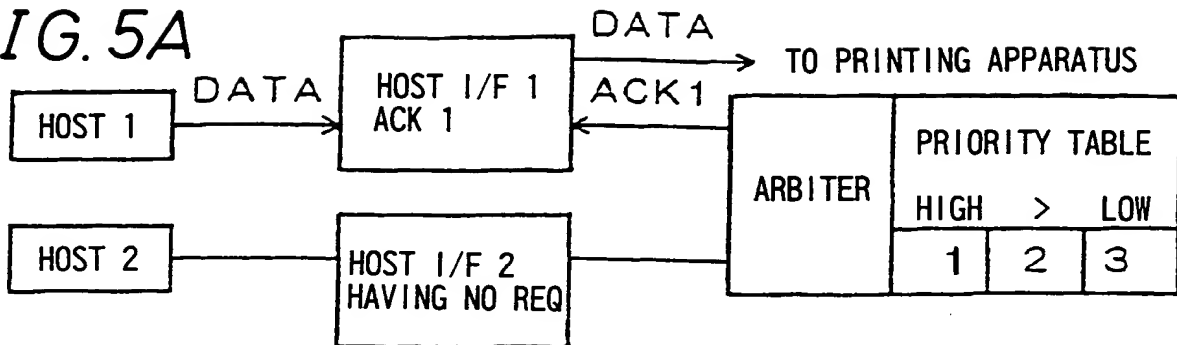 IG. 5A
DATA
TO PRINTING APPARATUS
HOST 1
DATA
HOST I/F 1
ACK 1
ACK1
ARBITER
PRIORITY TABLE
HIGH > LOW
1 2 3
HOST 2
HOST I/F 2
HAVING NO REQ